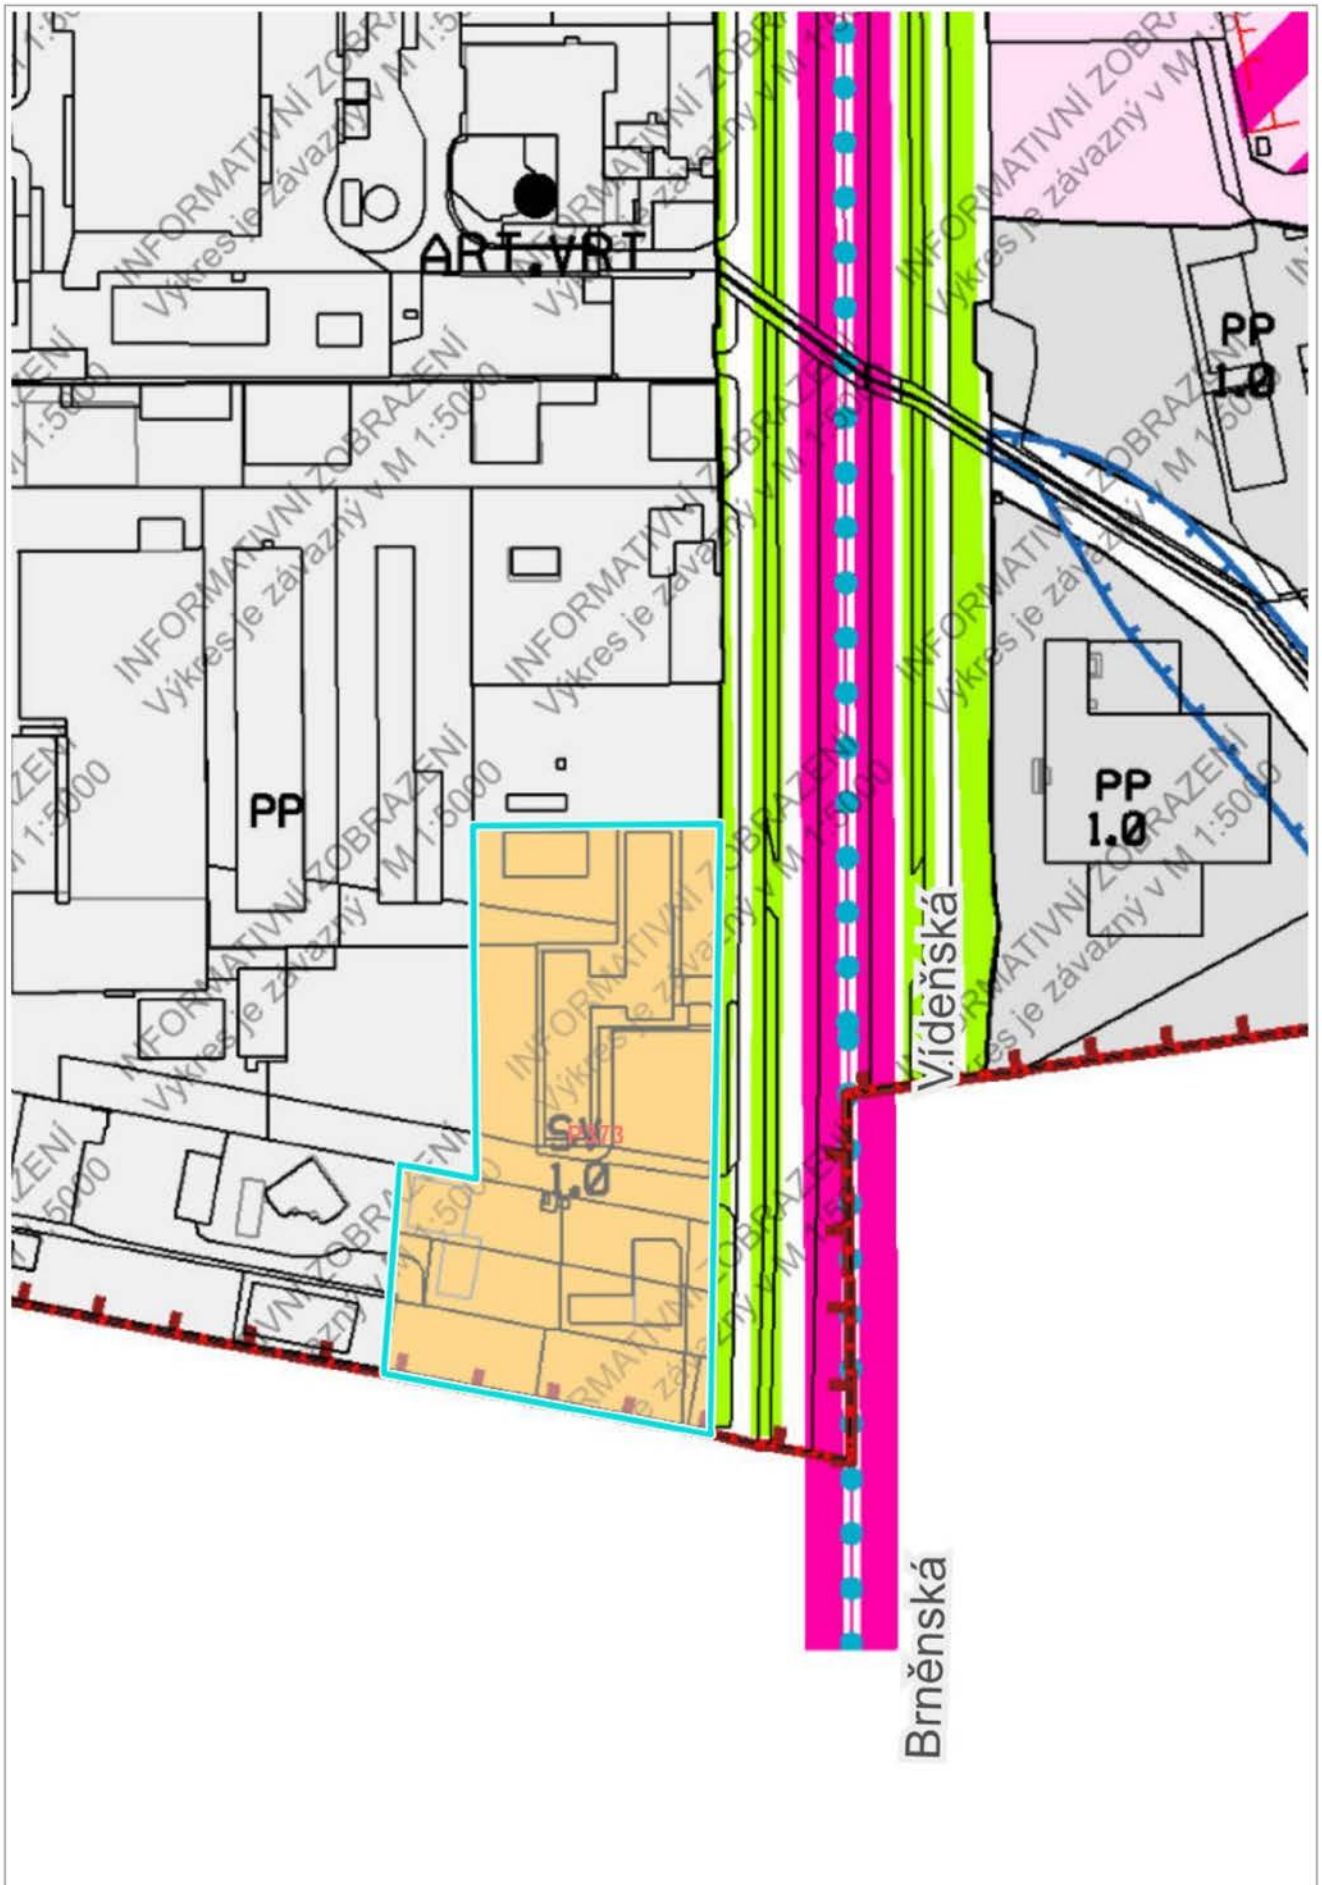 INFORMATIVNÍ ZOBRAZENÍ
Výkres je závazný v M 1:5000
ART.VRT
PP
1.0
PP
PP
1.0
Vídeňská
1.0
Brněnská